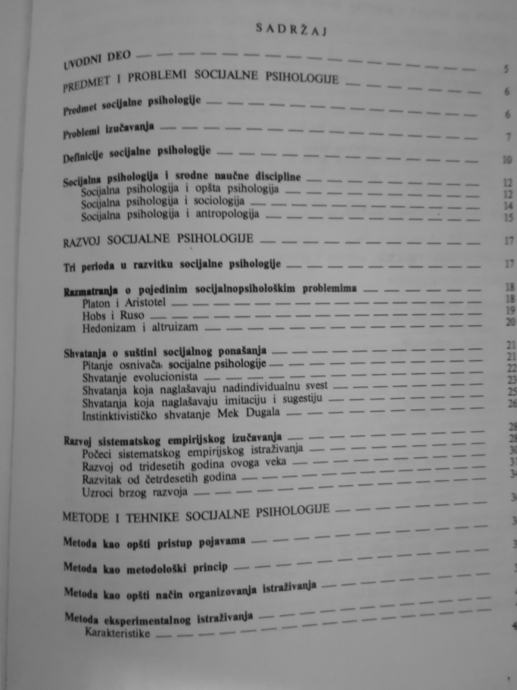 SADRŽAJ
UVODNI DEO 5
PREDMET I PROBLEMI SOCIJALNE PSIHOLOGIJE 6
Predmet socijalne psihologije 6
Problemi izučavanja 7
Definicije socijalne psihologije 10
Socijalna psihologija i srodne naučne discipline 12
Socijalna psihologija i opšta psihologija 12
Socijalna psihologija i sociologija 14
Socijalna psihologija i antropologija 15
RAZVOJ SOCIJALNE PSIHOLOGIJE 17
Tri perioda u razvitku socijalne psihologije 17
Razmatranja o pojedinim socijalnopsihološkim problemima 18
Platon i Aristotel 18
Hobs i Ruso 19
Hedonizam i altruizam 20
Shvatanja o suštini socijalnog ponašanja 21
Pitanje osnivača socijalne psihologije 21
Shvatanje evolucionista 22
Shvatanja koja naglašavaju nadindividualnu svest 23
Shvatanja koja naglašavaju imitaciju i sugestiju 25
Instinktivističko shvatanje Mek Dugala 26
Razvoj sistematskog empirijskog izučavanja
Počeci sistematskog empirijskog istraživanja
Razvoj od tridesetih godina ovoga veka
Razvitak od četrdesetih godina
Uzroci brzog razvoja
METODE I TEHNIKE SOCIJALNE PSIHOLOGIJE
Metoda kao opšti pristup pojavama
Metoda kao metodološki princip
Metoda kao opšti način organizovanja istraživanja
Metoda eksperimentalnog istraživanja
Karakteristike